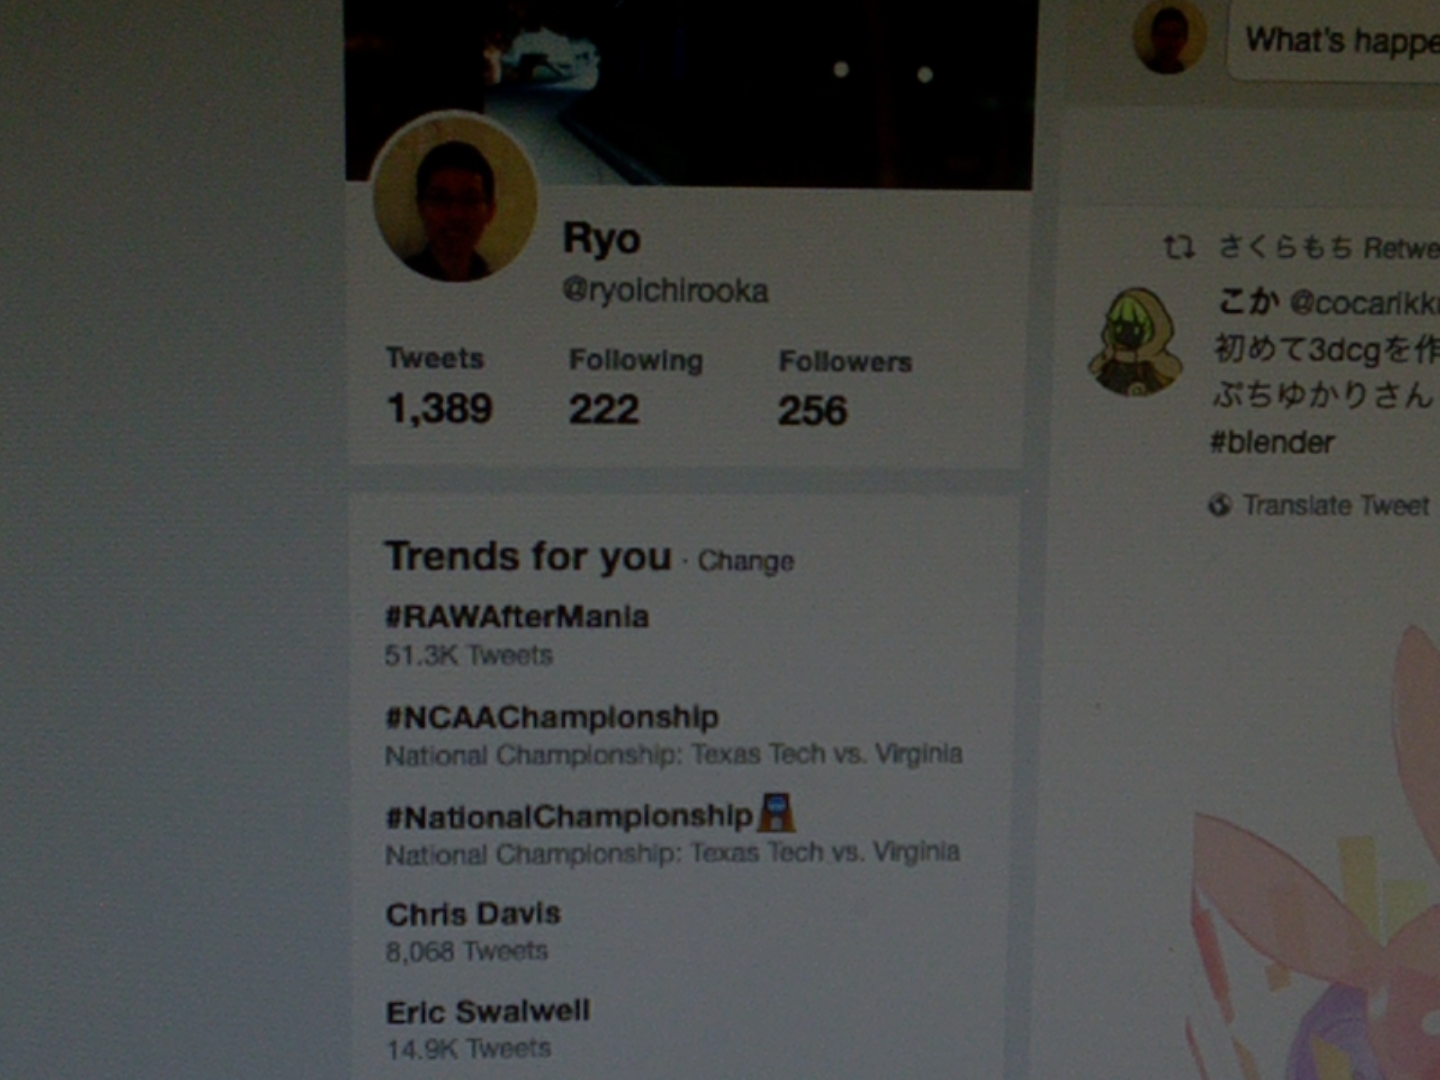 What's happe
Ryo
@ryoichirooka
Tweets Following Followers
1,389 222 256
Trends for you · Change
#RAWAfterMania
51.3K Tweets
#NCAAChampionship
National Championship: Texas Tech vs. Virginia
#NationalChampionship
National Championship: Texas Tech vs. Virginia
Chris Davis
8,068 Tweets
Eric Swalwell
14.9K Tweets
さくらもち Retwe
こか @cocarikk
初めて3dcgを作
ぷちゆかりさん
#blender
Translate Tweet